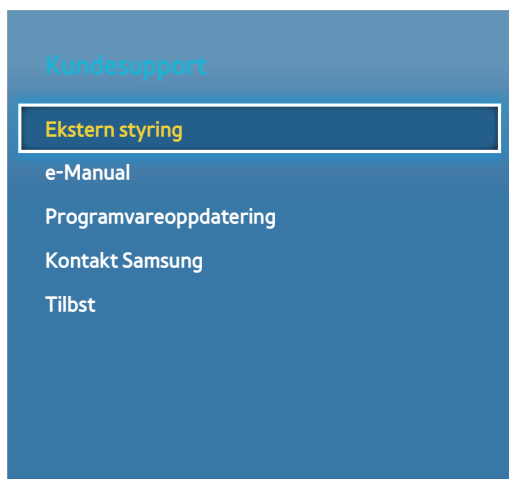 Kundesupport
Ekstern styring
e-Manual
Programvareoppdatering
Kontakt Samsung
Tilbst